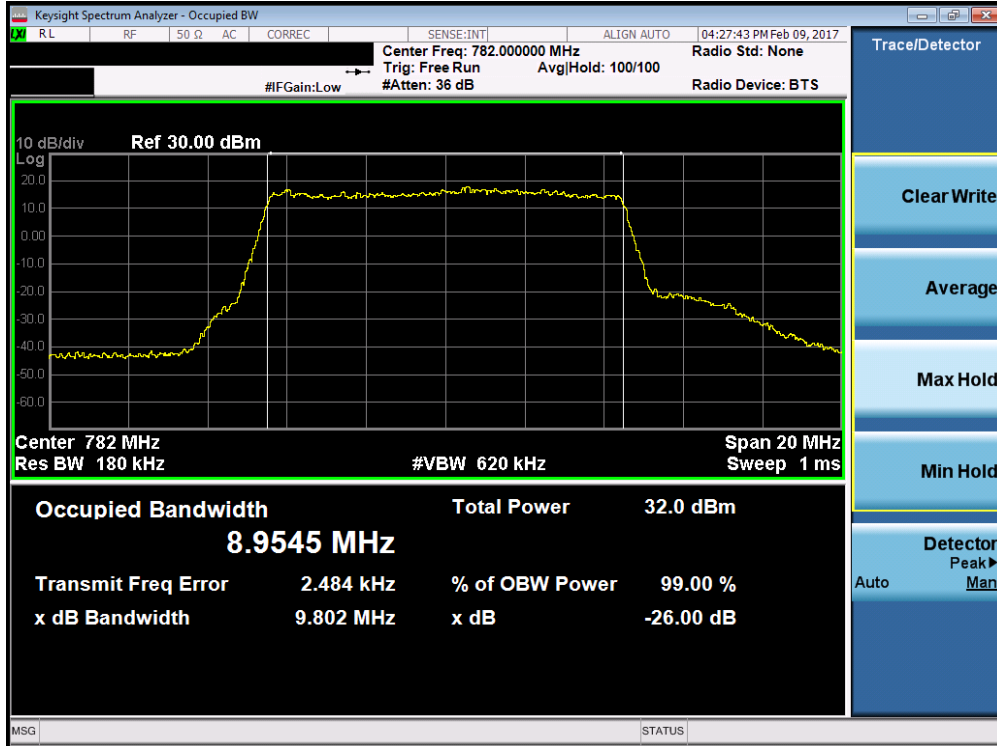 Keysight Spectrum Analyzer - Occupied BW
LXI RL RF 50 Ω AC CORREC SENSE:INT ALIGN AUTO 04:27:43 PM Feb 09, 2017
Center Freq: 782.000000 MHz Radio Std: None
Trig: Free Run Avg|Hold: 100/100
#IFGain:Low #Atten: 36 dB Radio Device: BTS
10 dB/div Ref 30.00 dBm
Log
20.0
10.0
0.00
-10.0
-20.0
-30.0
-40.0
-50.0
-60.0
Center 782 MHz Span 20 MHz
Res BW 180 kHz #VBW 620 kHz Sweep 1 ms
Occupied Bandwidth Total Power 32.0 dBm
8.9545 MHz
Transmit Freq Error 2.484 kHz % of OBW Power 99.00 %
x dB Bandwidth 9.802 MHz x dB -26.00 dB
MSG STATUS
Trace/Detector
Clear Write
Average
Max Hold
Min Hold
Detector
Peak▶
Auto Man